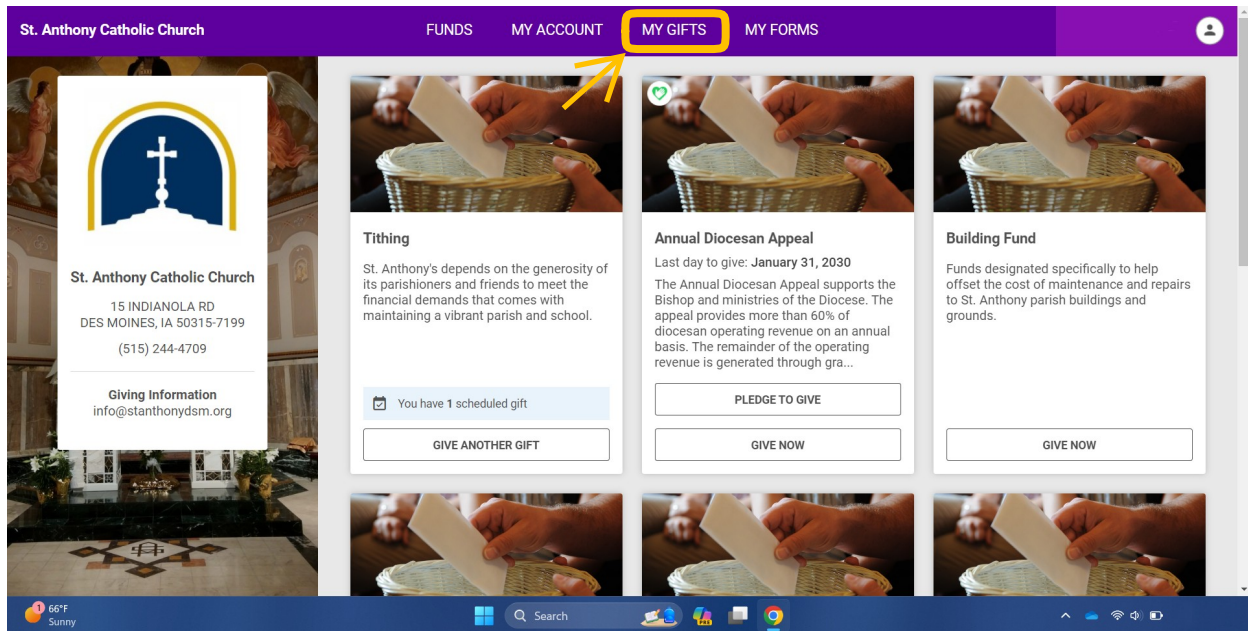 St. Anthony Catholic Church
FUNDS
MY ACCOUNT
MY GIFTS
MY FORMS
St. Anthony Catholic Church
15 INDIANOLA RD
DES MOINES, IA 50315-7199
(515) 244-4709
Giving Information
info@stanthonydsm.org
Tithing
St. Anthony's depends on the generosity of
its parishioners and friends to meet the
financial demands that comes with
maintaining a vibrant parish and school.
You have 1 scheduled gift
GIVE ANOTHER GIFT
Annual Diocesan Appeal
Last day to give: January 31, 2030
The Annual Diocesan Appeal supports the
Bishop and ministries of the Diocese. The
appeal provides more than 60% of
diocesan operating revenue on an annual
basis. The remainder of the operating
revenue is generated through gra...
PLEDGE TO GIVE
GIVE NOW
Building Fund
Funds designated specifically to help
offset the cost of maintenance and repairs
to St. Anthony parish buildings and
grounds.
GIVE NOW
1
66°F
Sunny
Search
PRE